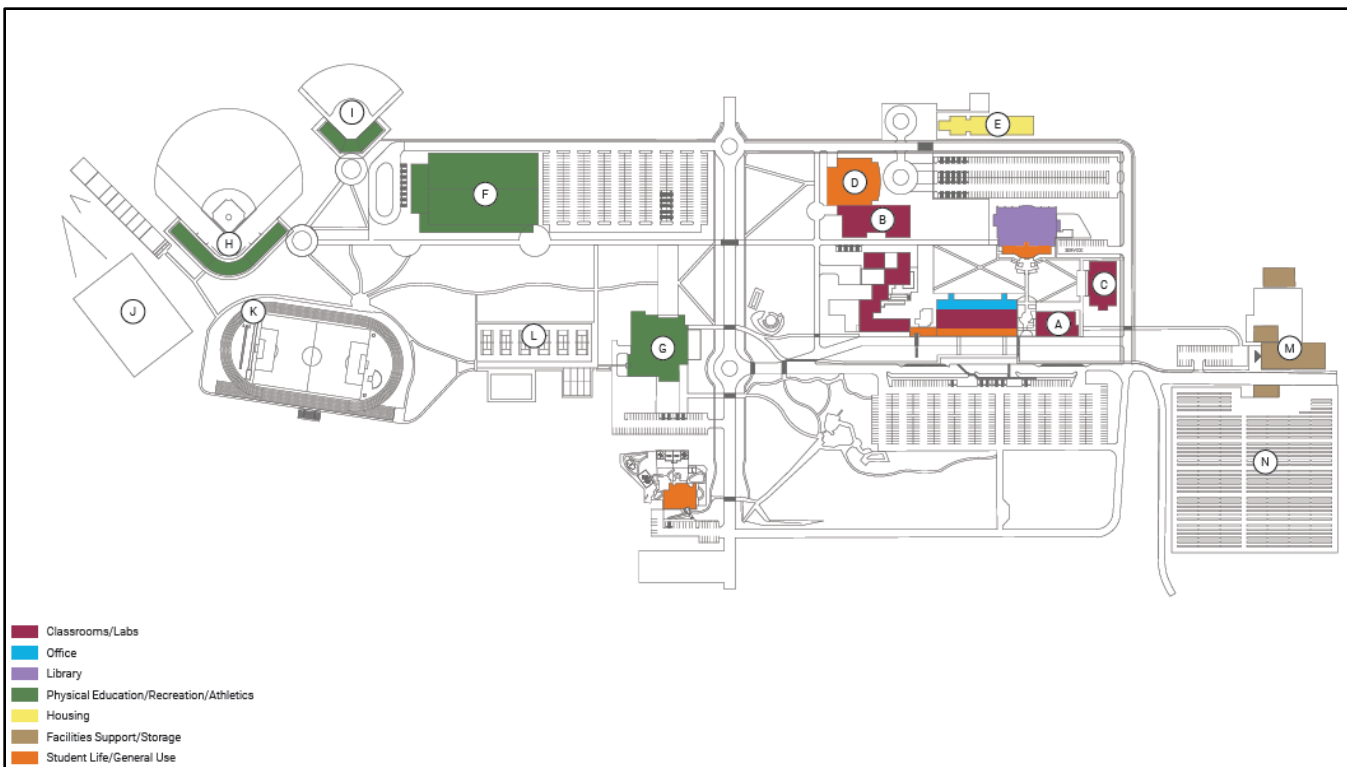 I
E
D
F
B
H
C
J
K
L
G
A
M
N
SERVICE
Classrooms/Labs
Office
Library
Physical Education/Recreation/Athletics
Housing
Facilities Support/Storage
Student Life/General Use